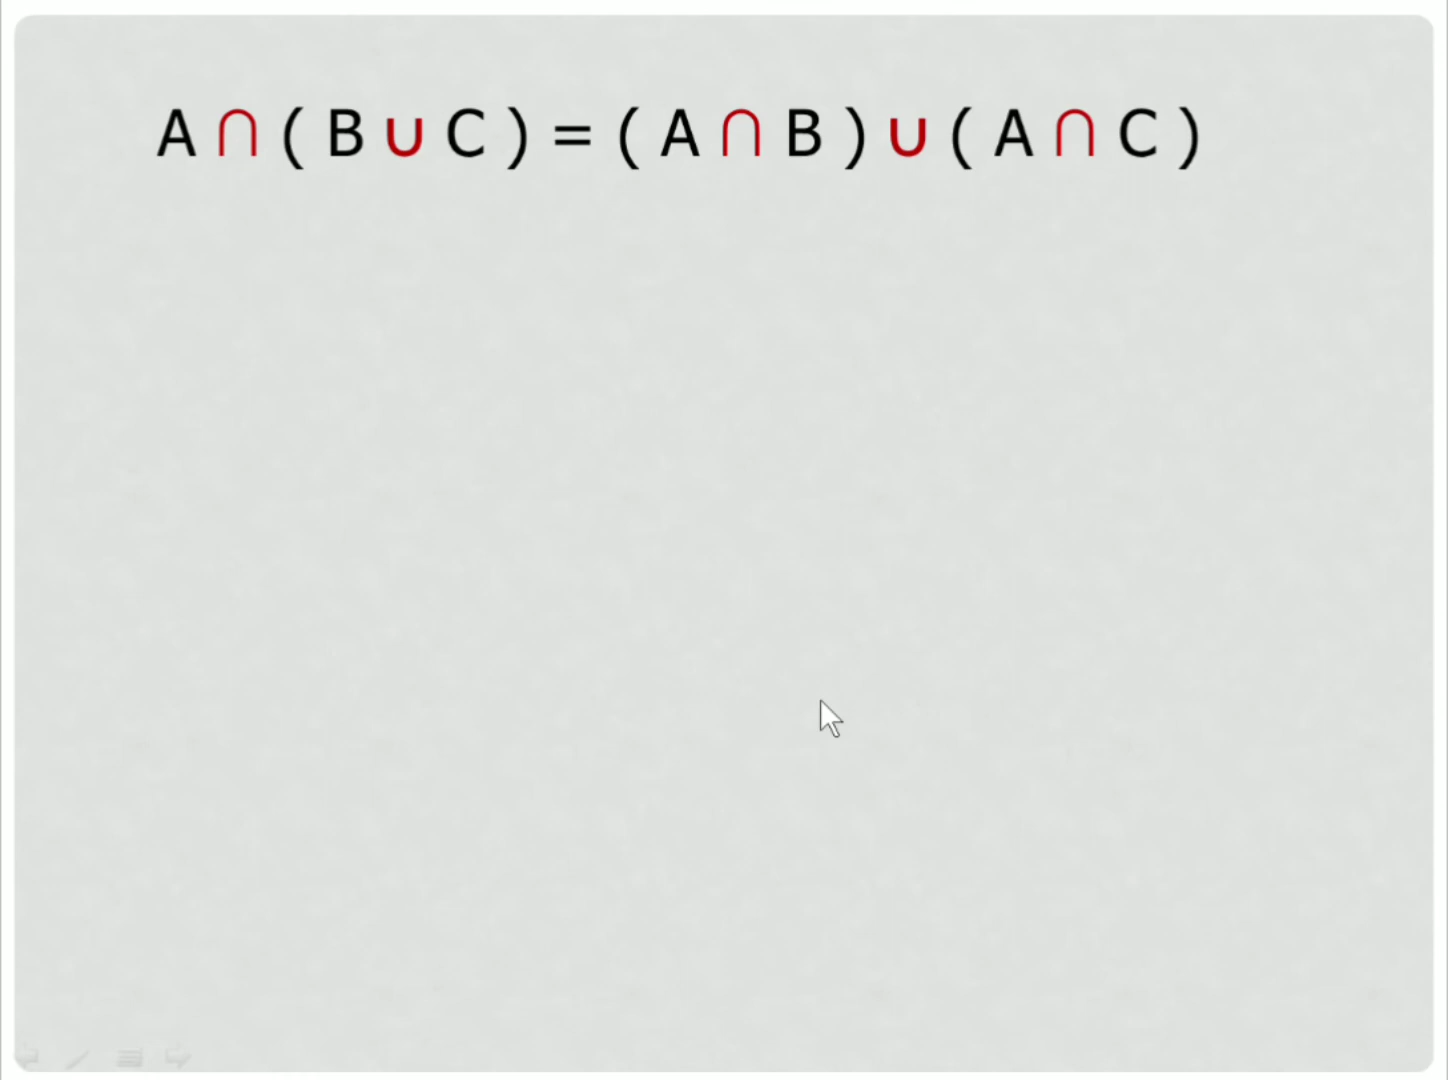 A ∩ ( B ∪ C ) = ( A ∩ B ) ∪ ( A ∩ C )